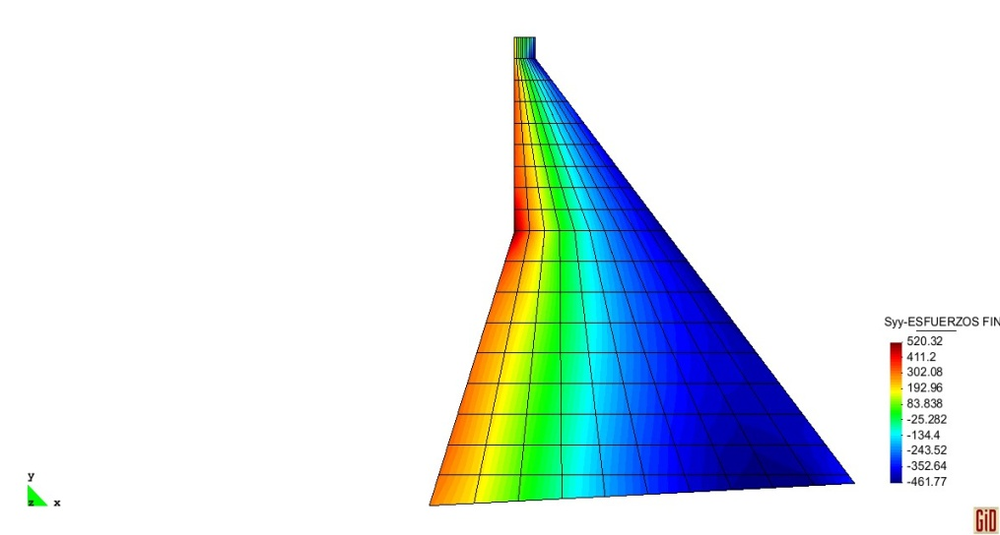 Syy-ESFUERZOS FIN
520.32
411.2
302.08
192.96
83.838
-25.282
-134.4
-243.52
-352.64
-461.77
y
z x
GiD